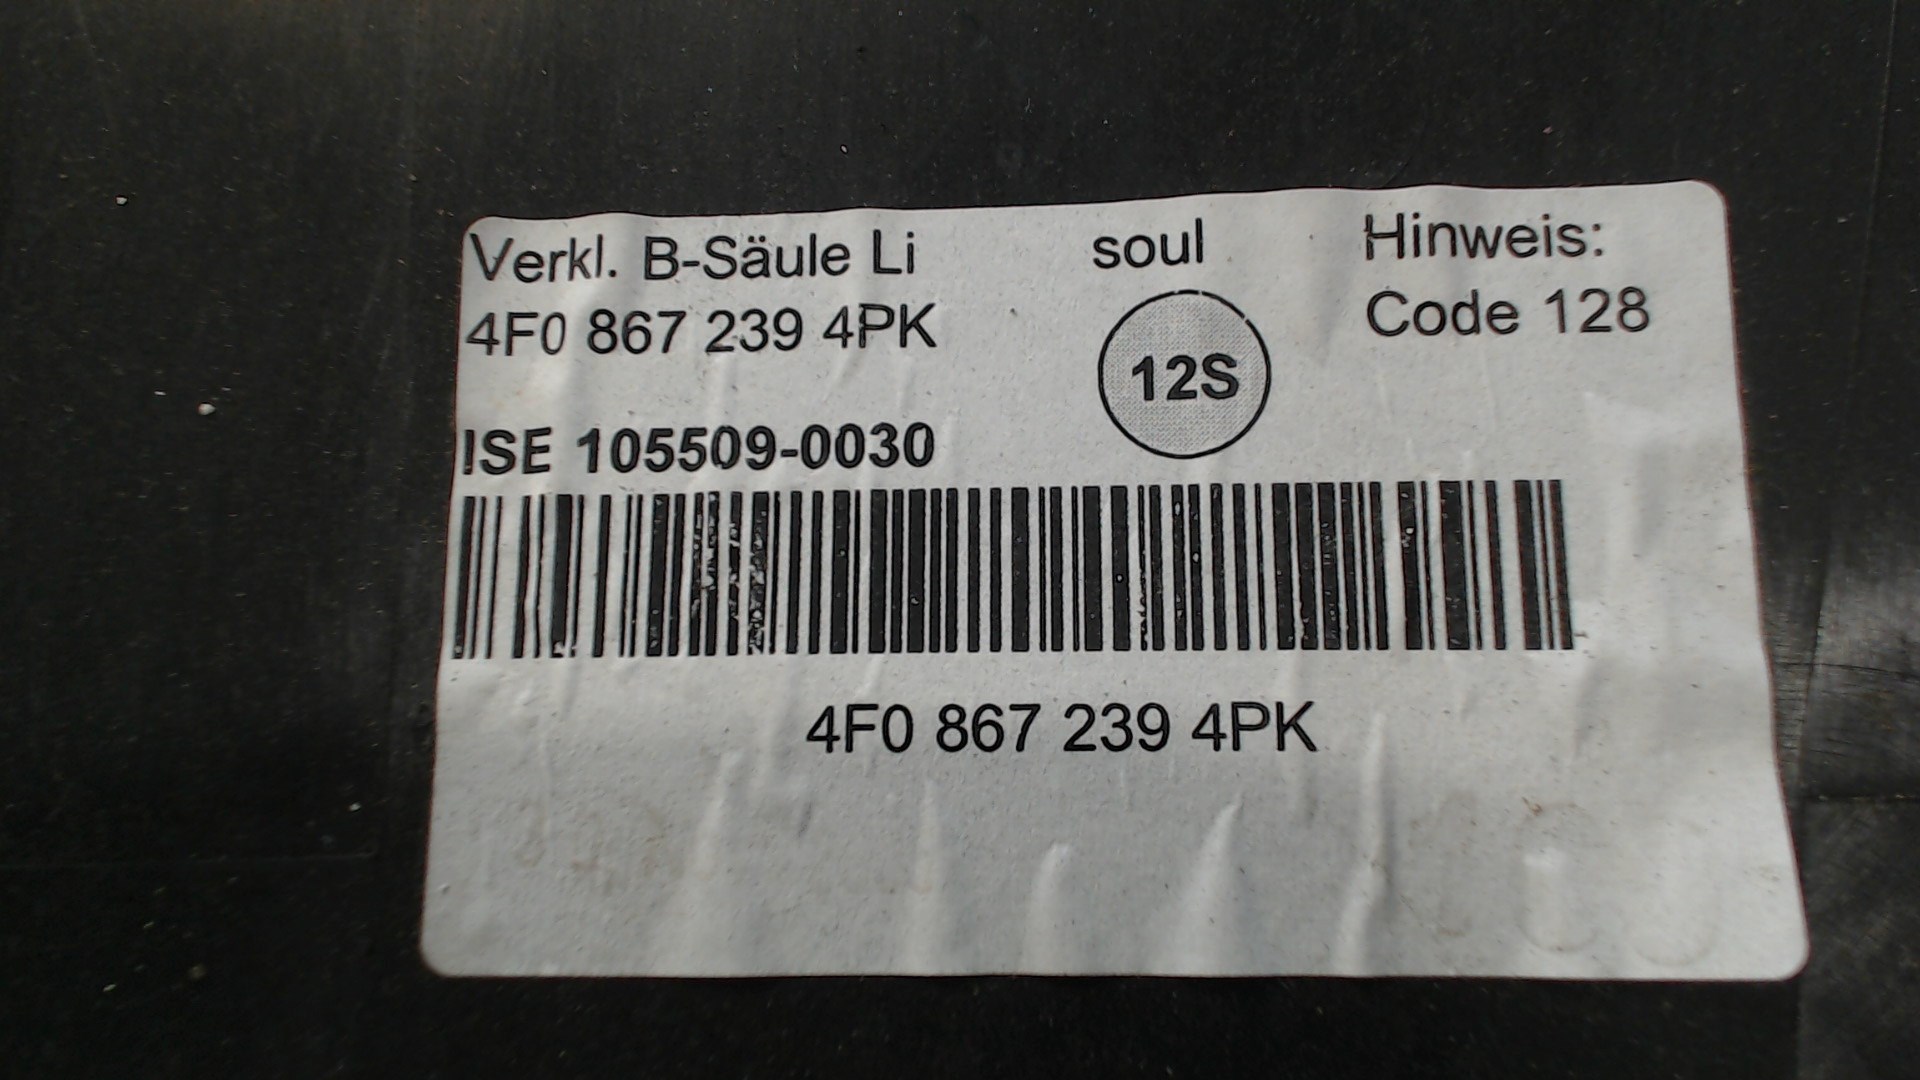 Verkl. B-Säule Li
4F0 867 239 4PK
soul
12S
Hinweis:
Code 128
ISE 105509-0030
4F0 867 239 4PK